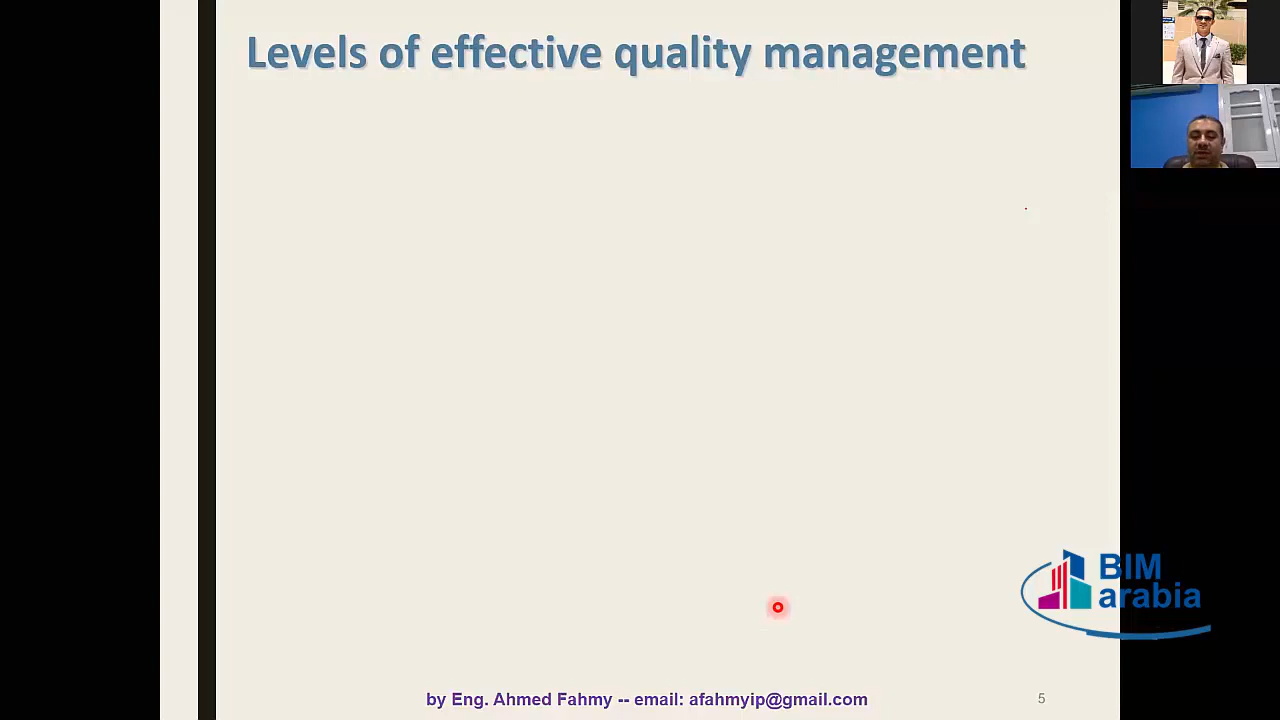 Levels of effective quality management
BIM
arabia
by Eng. Ahmed Fahmy -- email: afahmyip@gmail.com
5